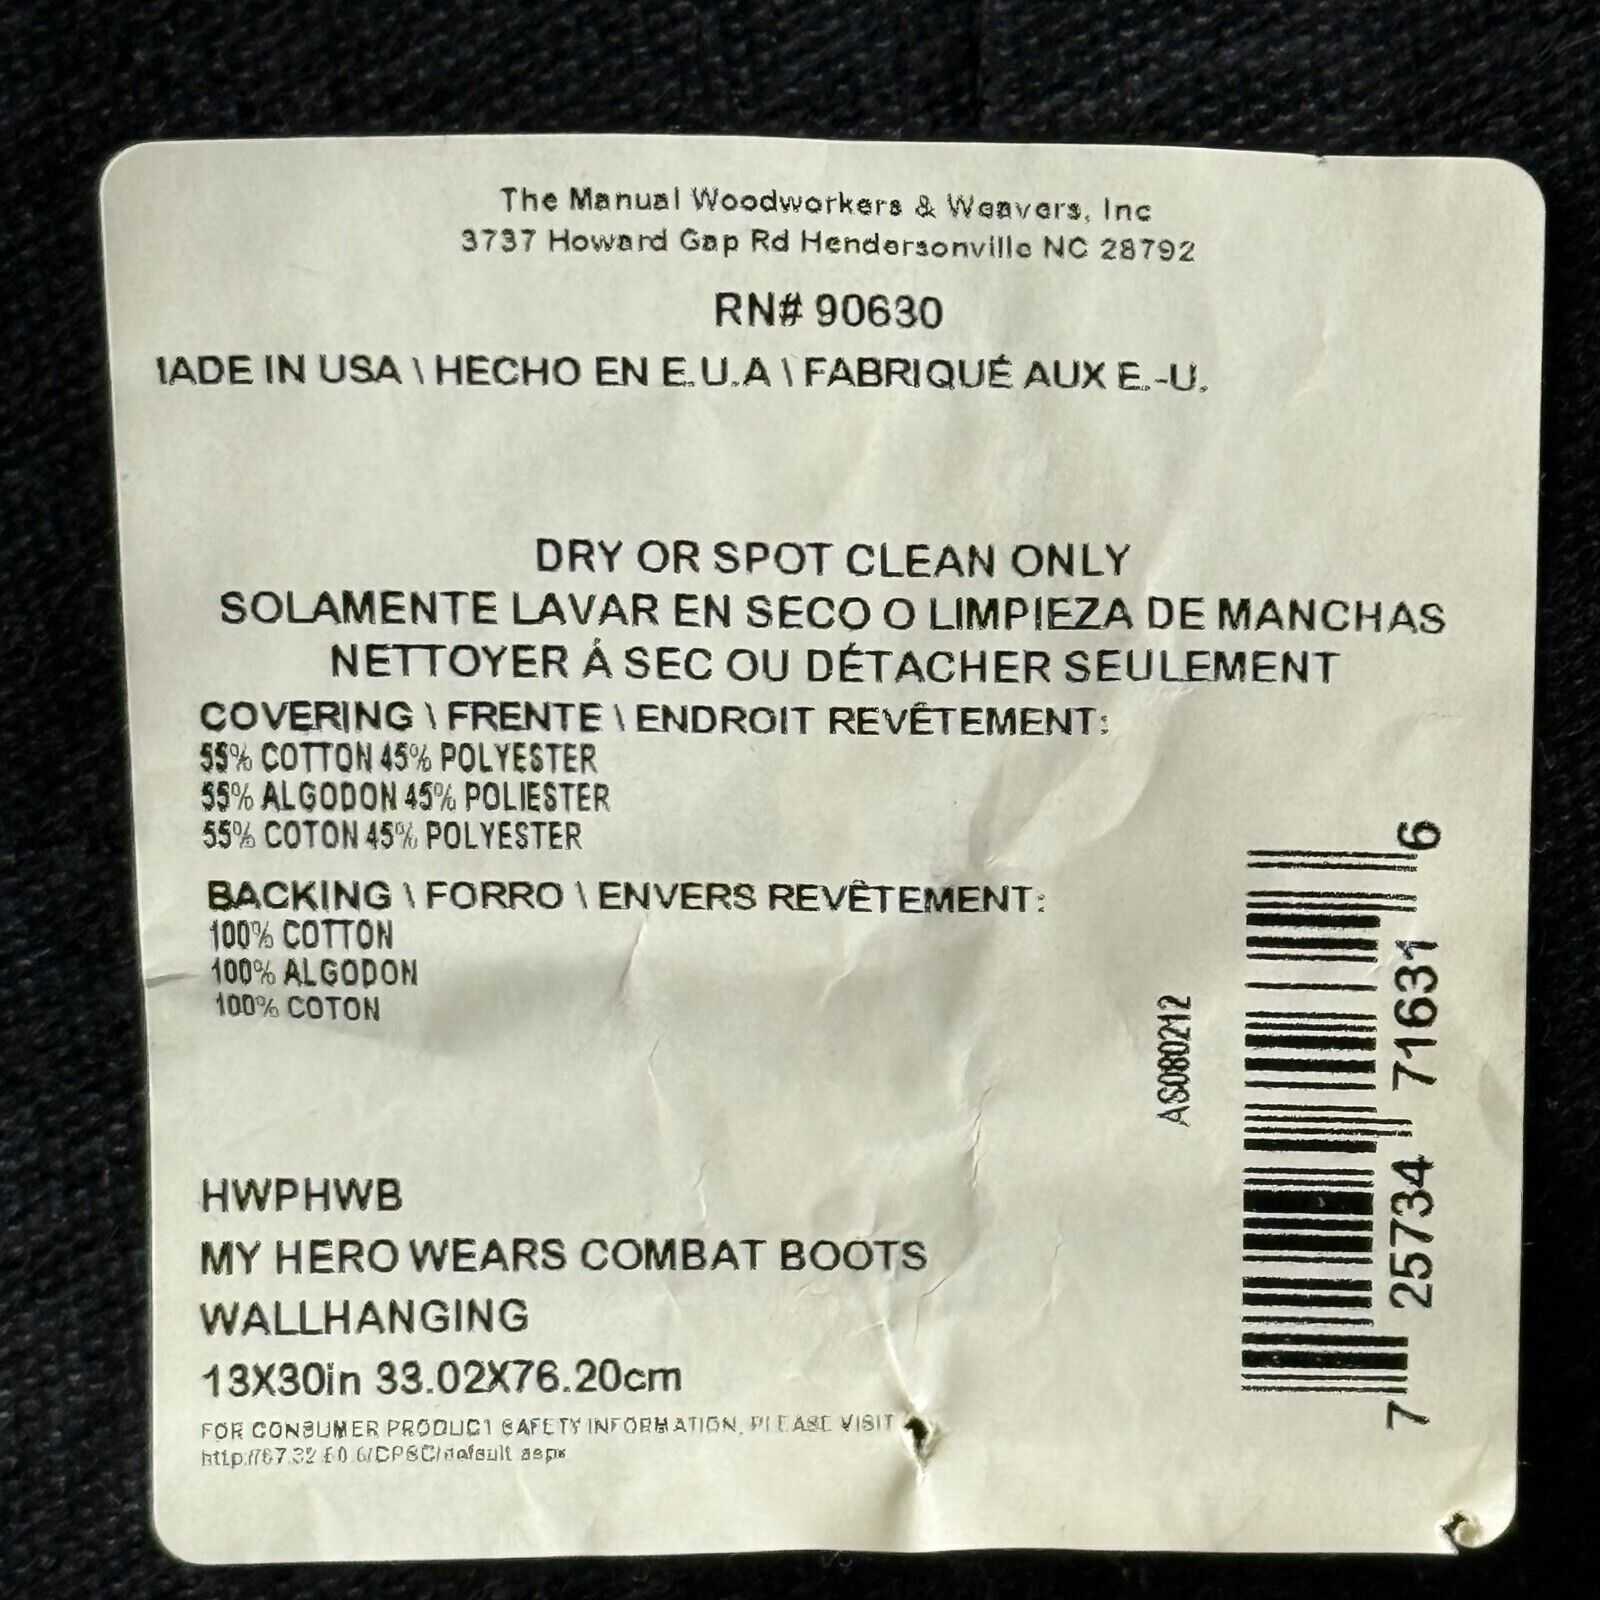 The Manual Woodworkers & Weavers, Inc
3737 Howard Gap Rd Hendersonville NC 28792
RN# 90630
IADE IN USA \ HECHO EN E.U.A \ FABRIQUÉ AUX E.-U.
DRY OR SPOT CLEAN ONLY
SOLAMENTE LAVAR EN SECO O LIMPIEZA DE MANCHAS
NETTOYER Á SEC OU DÉTACHER SEULEMENT
COVERING \ FRENTE \ ENDROIT REVÊTEMENT:
55% COTTON 45% POLYESTER
55% ALGODON 45% POLIESTER
55% COTON 45% POLYESTER
BACKING \ FORRO \ ENVERS REVÊTEMENT:
100% COTTON
100% ALGODON
100% COTON
AS080212
7 25734 71631 6
HWPHWB
MY HERO WEARS COMBAT BOOTS
WALLHANGING
13X30in 33.02X76.20cm
FOR CONSUMER PRODUCT SAFETY INFORMATION, PLEASE VISIT